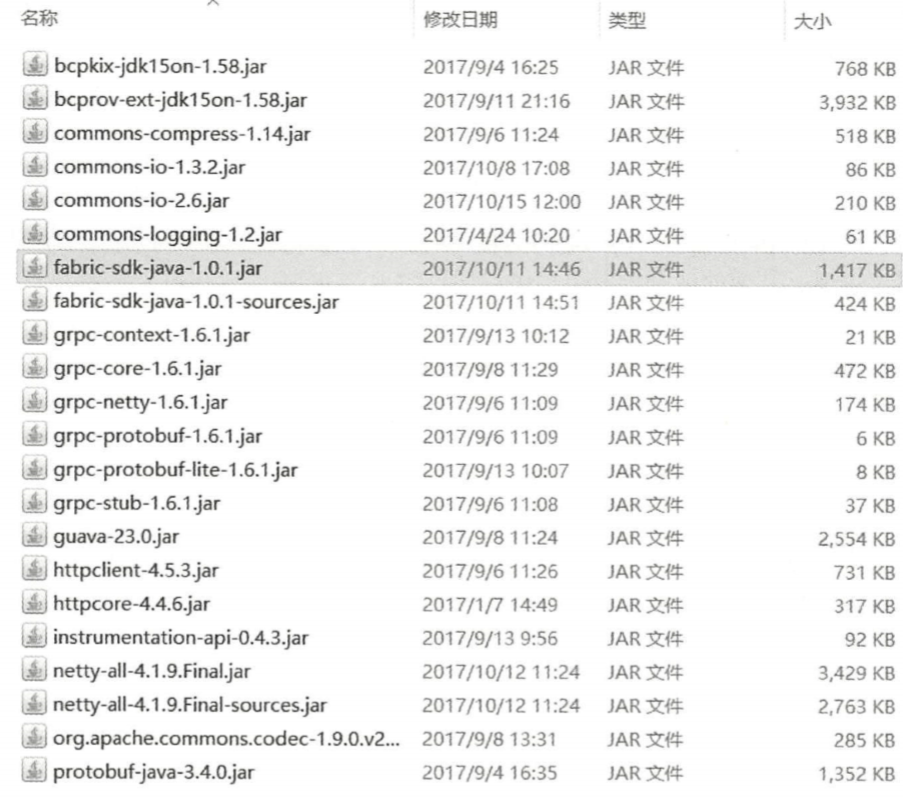 名称 修改日期 类型 大小
bcpkix-jdk15on-1.58.jar 2017/9/4 16:25 JAR 文件 768 KB
bcprov-ext-jdk15on-1.58.jar 2017/9/11 21:16 JAR 文件 3,932 KB
commons-compress-1.14.jar 2017/9/6 11:24 JAR 文件 518 KB
commons-io-1.3.2.jar 2017/10/8 17:08 JAR 文件 86 KB
commons-io-2.6.jar 2017/10/15 12:00 JAR 文件 210 KB
commons-logging-1.2.jar 2017/4/24 10:20 JAR 文件 61 KB
fabric-sdk-java-1.0.1.jar 2017/10/11 14:46 JAR 文件 1,417 KB
fabric-sdk-java-1.0.1-sources.jar 2017/10/11 14:51 JAR 文件 424 KB
grpc-context-1.6.1.jar 2017/9/13 10:12 JAR 文件 21 KB
grpc-core-1.6.1.jar 2017/9/8 11:29 JAR 文件 472 KB
grpc-netty-1.6.1.jar 2017/9/6 11:09 JAR 文件 174 KB
grpc-protobuf-1.6.1.jar 2017/9/6 11:09 JAR 文件 6 KB
grpc-protobuf-lite-1.6.1.jar 2017/9/13 10:07 JAR 文件 8 KB
grpc-stub-1.6.1.jar 2017/9/6 11:08 JAR 文件 37 KB
guava-23.0.jar 2017/9/8 11:24 JAR 文件 2,554 KB
httpclient-4.5.3.jar 2017/9/6 11:26 JAR 文件 731 KB
httpcore-4.4.6.jar 2017/1/7 14:49 JAR 文件 317 KB
instrumentation-api-0.4.3.jar 2017/9/13 9:56 JAR 文件 92 KB
netty-all-4.1.9.Final.jar 2017/10/12 11:24 JAR 文件 3,429 KB
netty-all-4.1.9.Final-sources.jar 2017/10/12 11:24 JAR 文件 2,763 KB
org.apache.commons.codec-1.9.0.v2... 2017/9/8 13:31 JAR 文件 285 KB
protobuf-java-3.4.0.jar 2017/9/4 16:35 JAR 文件 1,352 KB